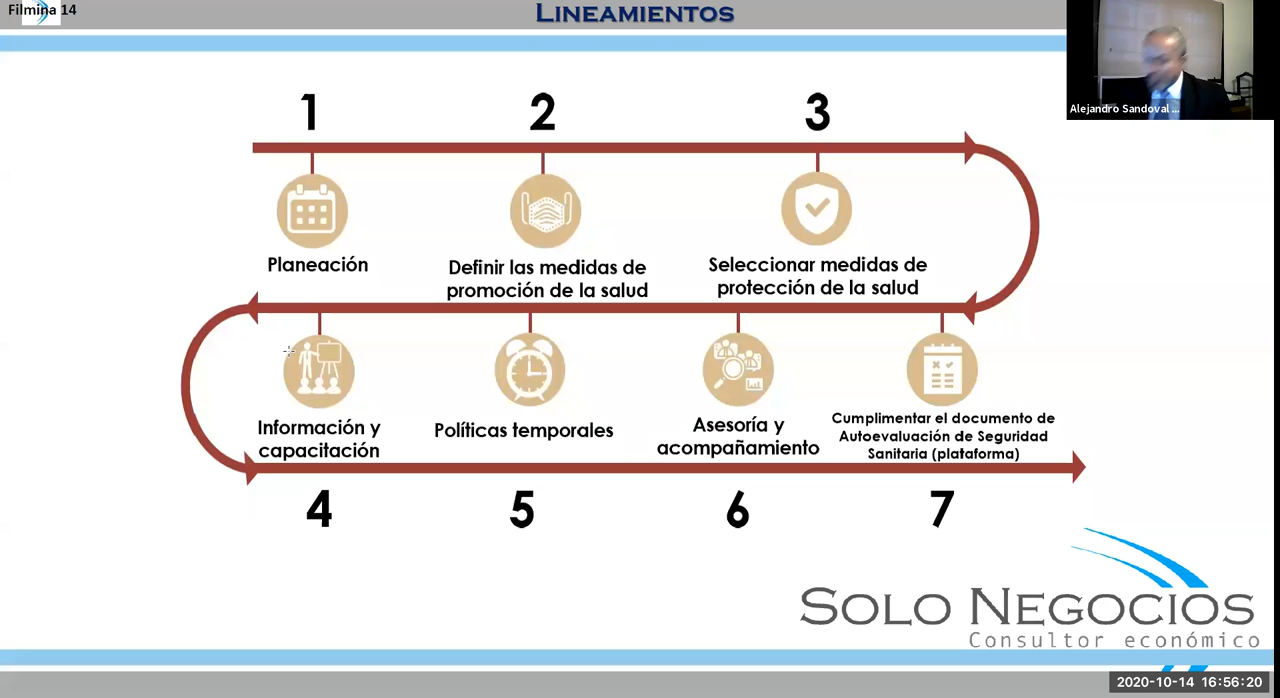 Filmina 14
LINEAMIENTOS
Alejandro Sandoval ...
1
2
3
Planeación
Definir las medidas de
promoción de la salud
Seleccionar medidas de
protección de la salud
Información y
capacitación
Políticas temporales
Asesoría y
acompañamiento
Cumplimentar el documento de
Autoevaluación de Seguridad
Sanitaria (plataforma)
4
5
6
7
SOLO NEGOCIOS
Consultor económico
2020-10-14 16:56:20